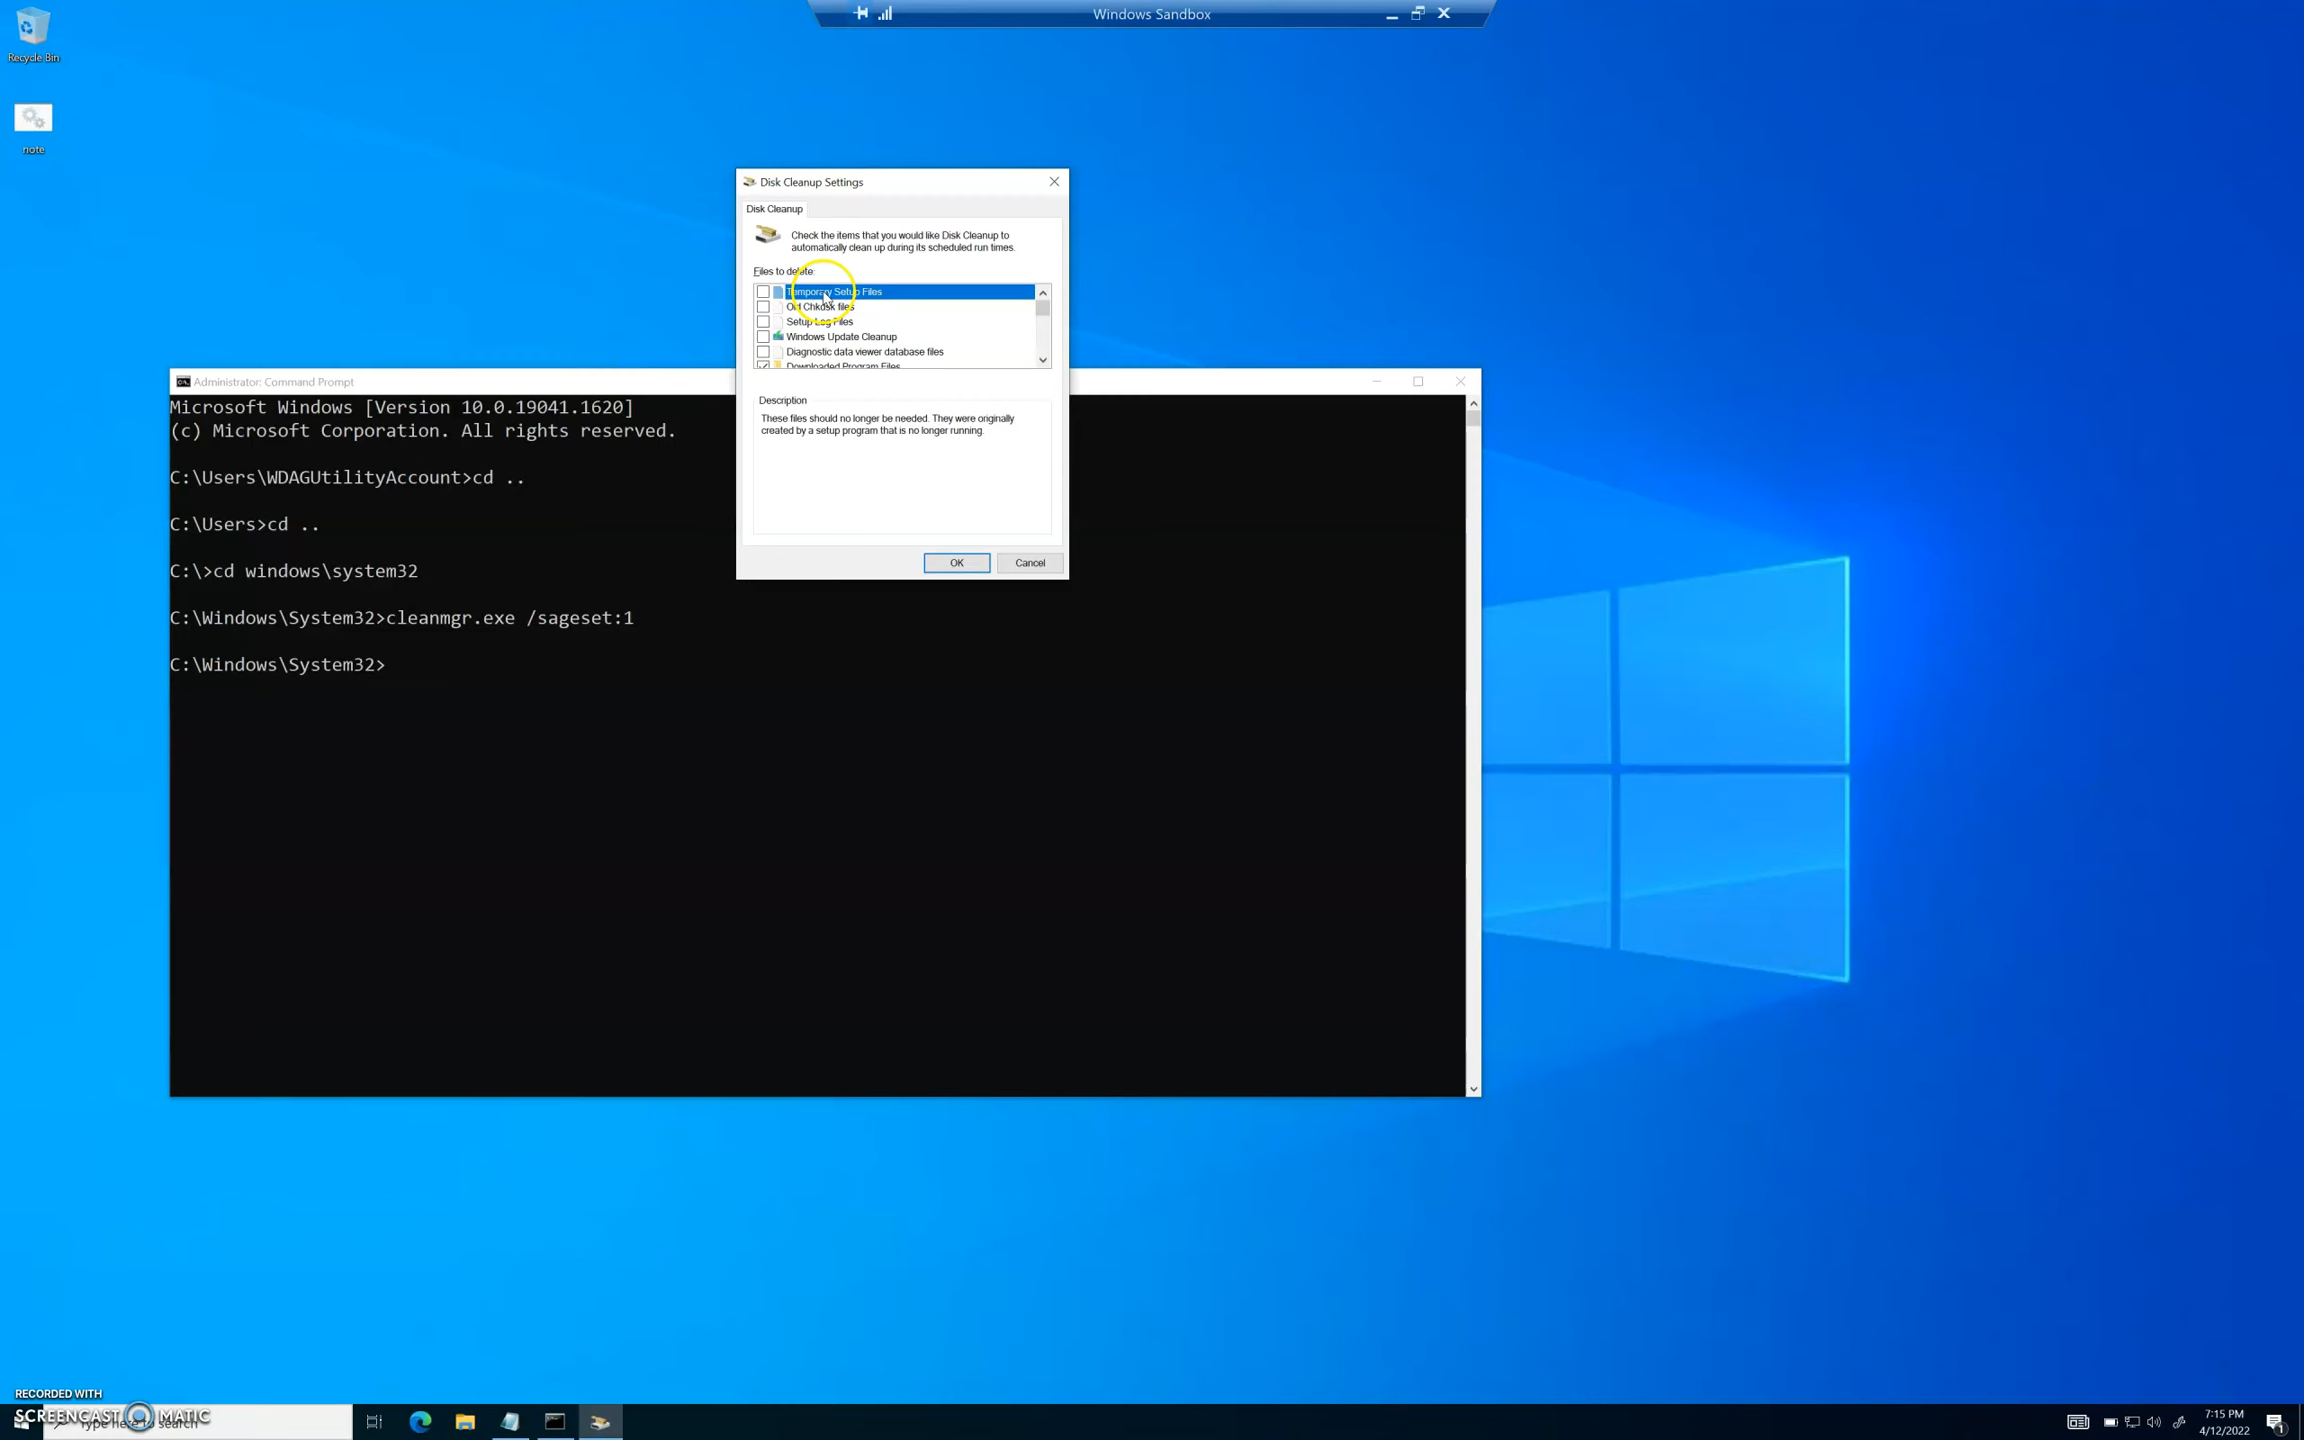 Windows Sandbox
Recycle Bin
note
Disk Cleanup Settings
Disk Cleanup
Check the items that you would like Disk Cleanup to
automatically clean up during its scheduled run times.
Files to delete:
Temporary Setup Files
Old Chkdsk files
Setup Log Files
Windows Update Cleanup
Diagnostic data viewer database files
Downloaded Program Files
Description
These files should no longer be needed. They were originally
created by a setup program that is no longer running.
OK
Cancel
Administrator: Command Prompt
Microsoft Windows [Version 10.0.19041.1620]
(c) Microsoft Corporation. All rights reserved.
C:\Users\WDAGUtilityAccount>cd ..
C:\Users>cd ..
C:\>cd windows\system32
C:\Windows\System32>cleanmgr.exe /sageset:1
C:\Windows\System32>
RECORDED WITH
SCREENCAST MATIC
Type here to search
7:15 PM
4/12/2022
1